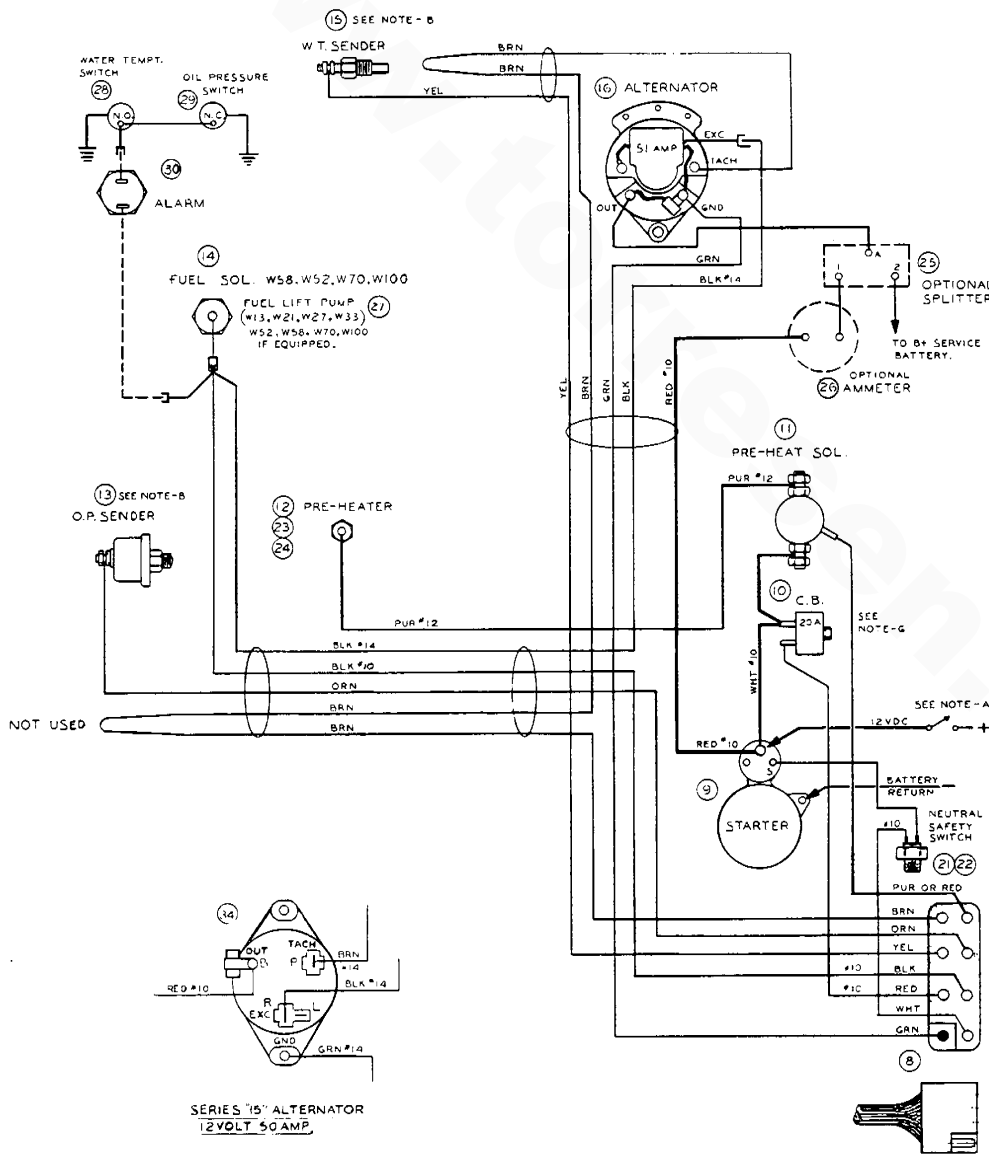 15 SEE NOTE-B
W.T. SENDER
BRN
BRN
YEL
WATER TEMPT.
SWITCH
28
OIL PRESSURE
SWITCH
29
N.O.
N.C.
30
ALARM
16 ALTERNATOR
51 AMP
EXC
TACH
OUT
GND
GRN
BLK#14
A
1
2
25
OPTIONAL
SPLITTER
TO B+ SERVICE
BATTERY.
OPTIONAL
26 AMMETER
14
FUEL SOL. W58.W52.W70,W100
FUEL LIFT PUMP 27
(W13,W21,W27,W33)
W52,W58,W70,W100
IF EQUIPPED.
YEL
BRN
GRN
BLK
RED #10
11
PRE-HEAT SOL.
PUR #12
13 SEE NOTE-B
O.P. SENDER
12 PRE-HEATER
23
24
10
C.B.
20A
SEE
NOTE-G
PUR #12
WHT #10
BLK #14
BLK #10
ORN
BRN
BRN
NOT USED
SEE NOTE-A
12VDC
- +
RED #10
S
9
STARTER
BATTERY
RETURN
#10
NEUTRAL
SAFETY
SWITCH
21 22
PUR OR RED
BRN
ORN
YEL
#10 BLK
#10 RED
WHT
GRN
8
34
OUT
B
TACH
P
BRN
#14
RED #10
BLK #14
R
EXC
L
GND
GRN #14
SERIES "15" ALTERNATOR
12VOLT 50AMP.
www.toresen.